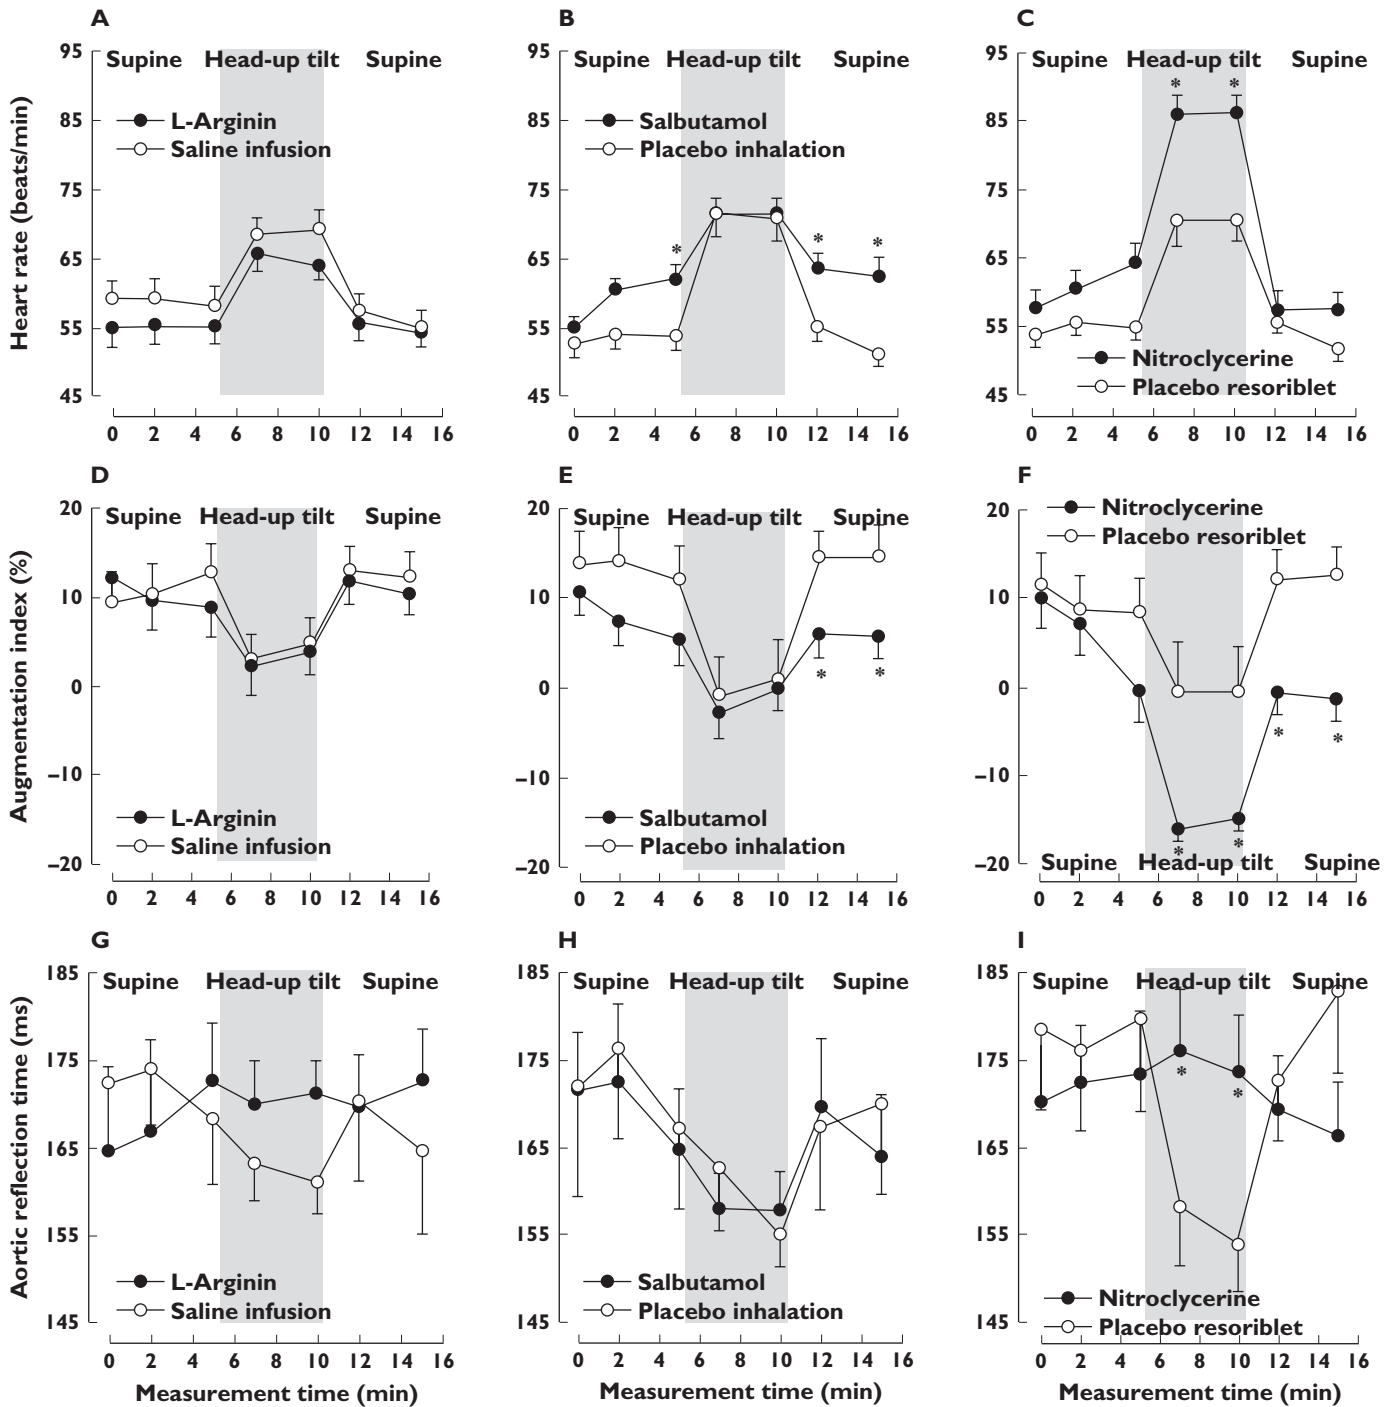 A
B
C
Heart rate (beats/min)
95
85
75
65
55
45
Supine Head-up tilt Supine
L-Arginin
Saline infusion
0 2 4 6 8 10 12 14 16
95
85
75
65
55
45
Supine Head-up tilt Supine
Salbutamol
Placebo inhalation
*
*
*
0 2 4 6 8 10 12 14 16
95
85
75
65
55
45
Supine Head-up tilt Supine
* *
Nitroclycerine
Placebo resoriblet
0 2 4 6 8 10 12 14 16
D
E
F
Augmentation index (%)
20
10
0
–10
–20
Supine Head-up tilt Supine
L-Arginin
Saline infusion
0 2 4 6 8 10 12 14 16
20
10
0
–10
–20
Supine Head-up tilt Supine
* *
Salbutamol
Placebo inhalation
0 2 4 6 8 10 12 14 16
20
10
0
–10
–20
Nitroclycerine
Placebo resoriblet
* *
* *
Supine Head-up tilt Supine
0 2 4 6 8 10 12 14 16
G
H
I
Aortic reflection time (ms)
185
175
165
155
145
Supine Head-up tilt Supine
L-Arginin
Saline infusion
0 2 4 6 8 10 12 14 16
Measurement time (min)
185
175
165
155
145
Supine Head-up tilt Supine
Salbutamol
Placebo inhalation
0 2 4 6 8 10 12 14 16
Measurement time (min)
185
175
165
155
145
Supine Head-up tilt Supine
* *
Nitroclycerine
Placebo resoriblet
0 2 4 6 8 10 12 14 16
Measurement time (min)